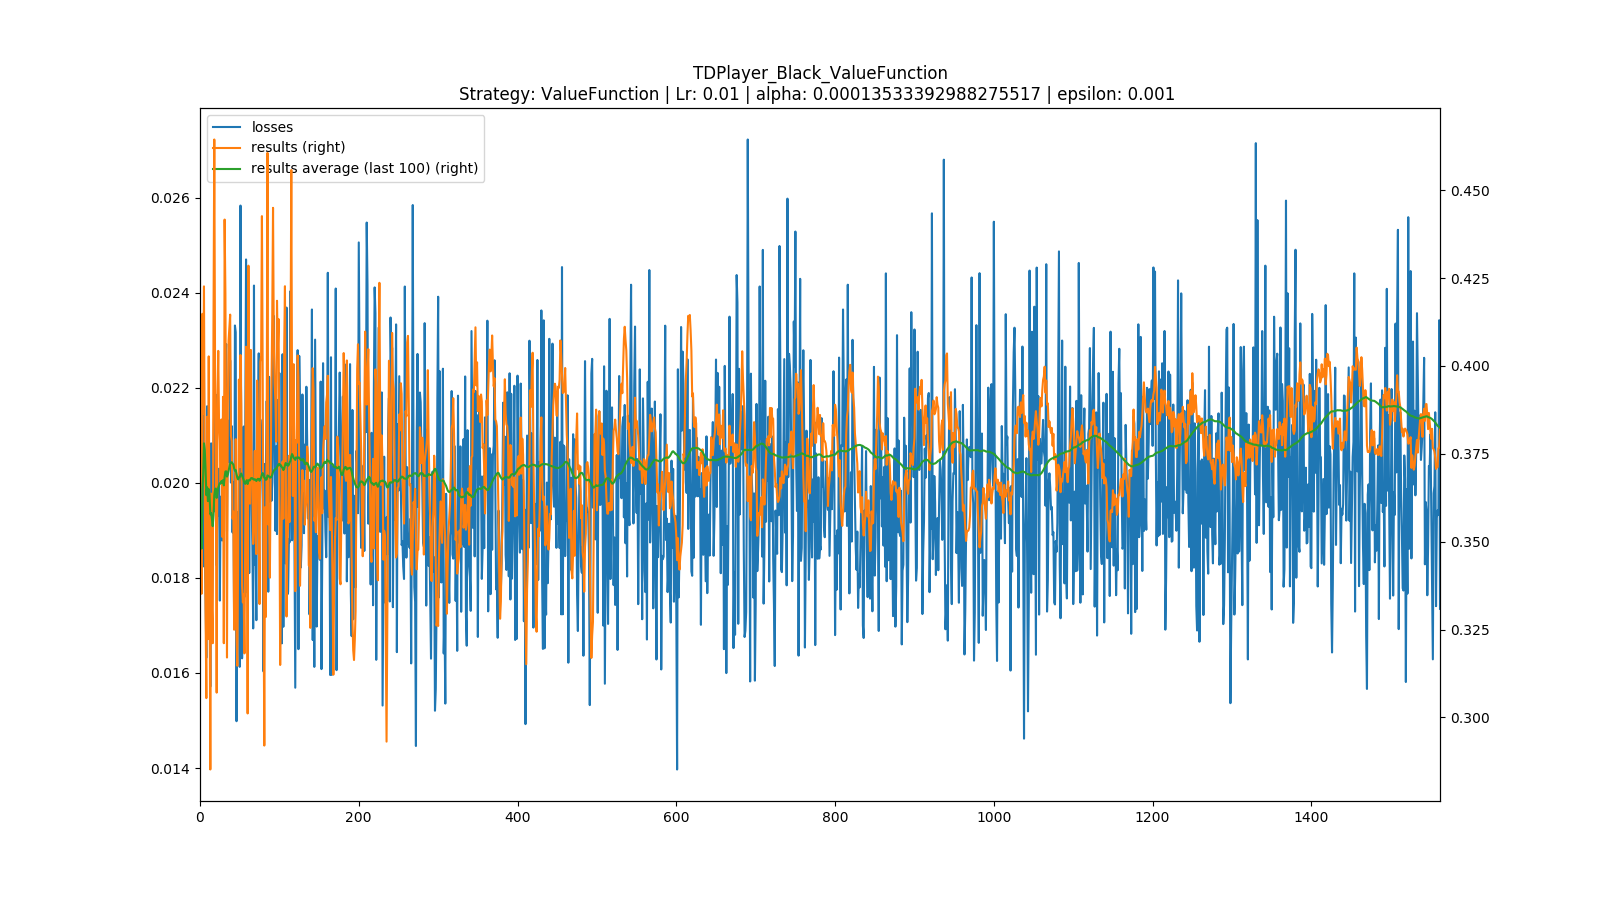 TDPlayer_Black_ValueFunction
Strategy: ValueFunction | Lr: 0.01 | alpha: 0.00013533392988275517 | epsilon: 0.001
losses
results (right)
results average (last 100) (right)
0.026
0.024
0.022
0.020
0.018
0.016
0.014
0.450
0.425
0.400
0.375
0.350
0.325
0.300
0 200 400 600 800 1000 1200 1400